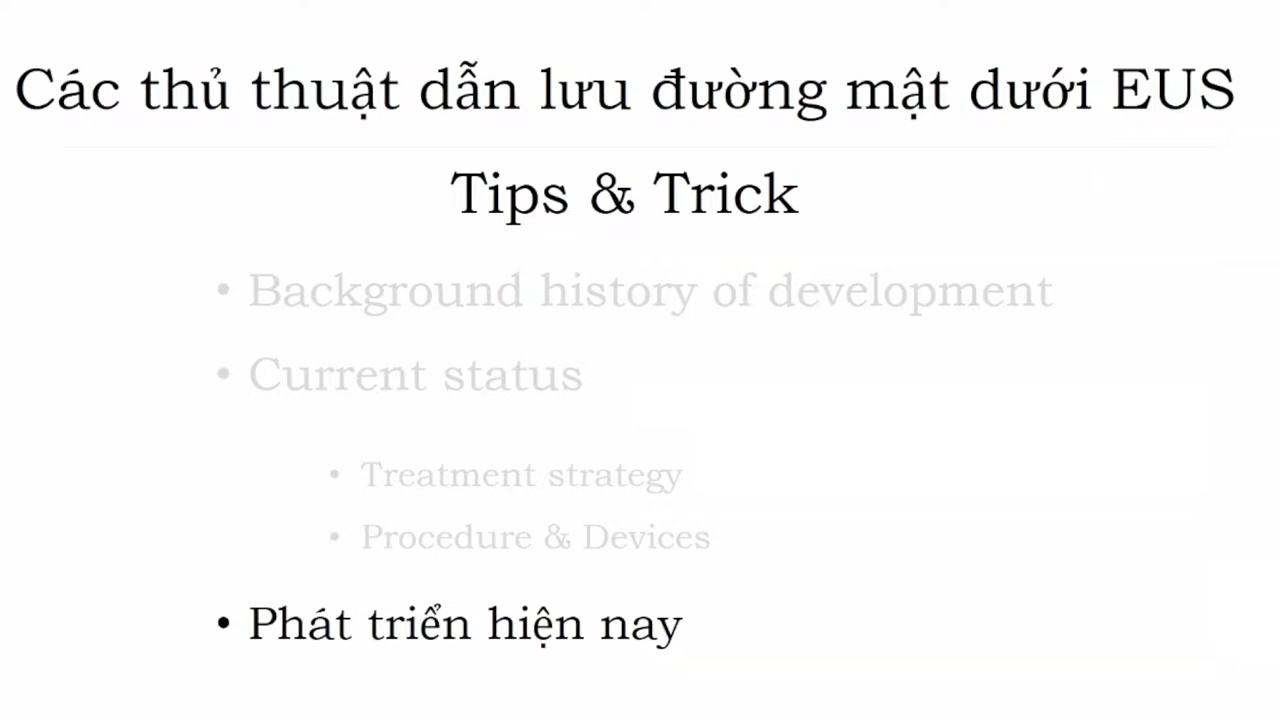 Các thủ thuật dẫn lưu đường mật dưới EUS
Tips & Trick
• Background history of development
• Current status
• Treatment strategy
• Procedure & Devices
• Phát triển hiện nay